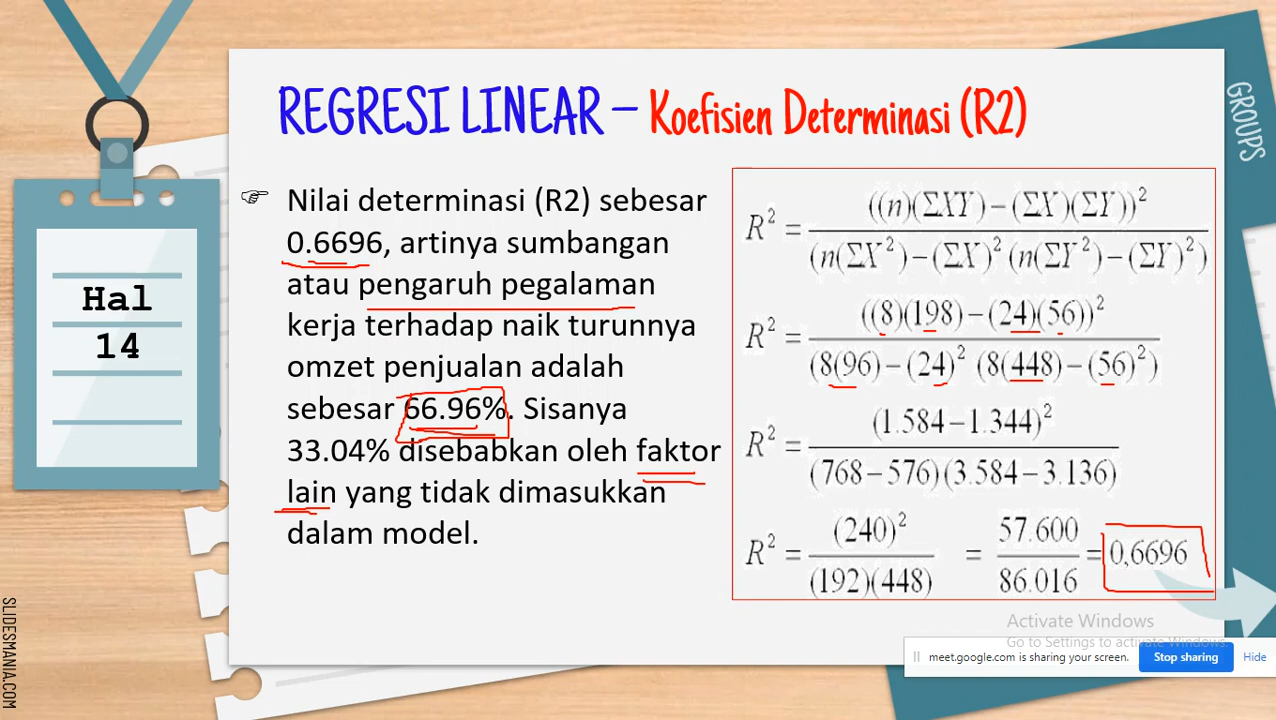 REGRESI LINEAR – Koefisien Determinasi (R2)
GROUPS
Hal
14
☞ Nilai determinasi (R2) sebesar
0.6696, artinya sumbangan
atau pengaruh pegalaman
kerja terhadap naik turunnya
omzet penjualan adalah
sebesar 66.96%. Sisanya
33.04% disebabkan oleh faktor
lain yang tidak dimasukkan
dalam model.
R² = ((n)(ΣXY) – (ΣX)(ΣY))² / (n(ΣX²) – (ΣX)² (n(ΣY²) – (ΣY)²)
R² = ((8)(198) – (24)(56))² / (8(96) – (24)² (8(448) – (56)²)
R² = (1.584 – 1.344)² / (768 – 576)(3.584 – 3.136)
R² = (240)² / (192)(448) = 57.600 / 86.016 = 0,6696
Activate Windows
Go to Settings to activate Windows.
meet.google.com is sharing your screen. Stop sharing Hide
SLIDESMANIA.COM